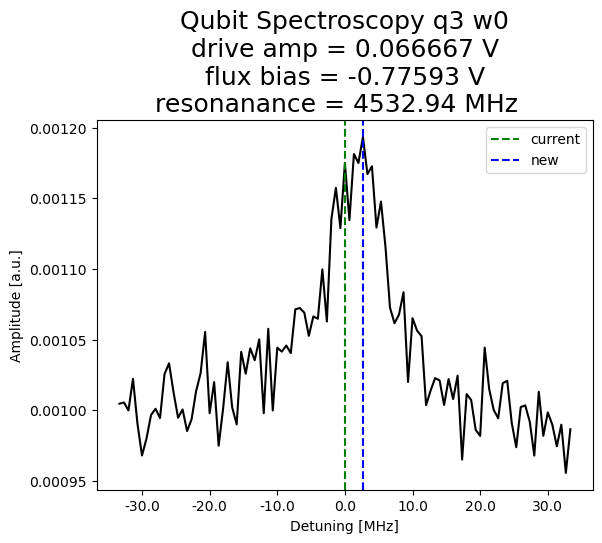 Qubit Spectroscopy q3 w0
drive amp = 0.066667 V
flux bias = -0.77593 V
resonanance = 4532.94 MHz
current
new
0.00120
0.00115
0.00110
0.00105
0.00100
0.00095
Amplitude [a.u.]
-30.0 -20.0 -10.0 0.0 10.0 20.0 30.0
Detuning [MHz]